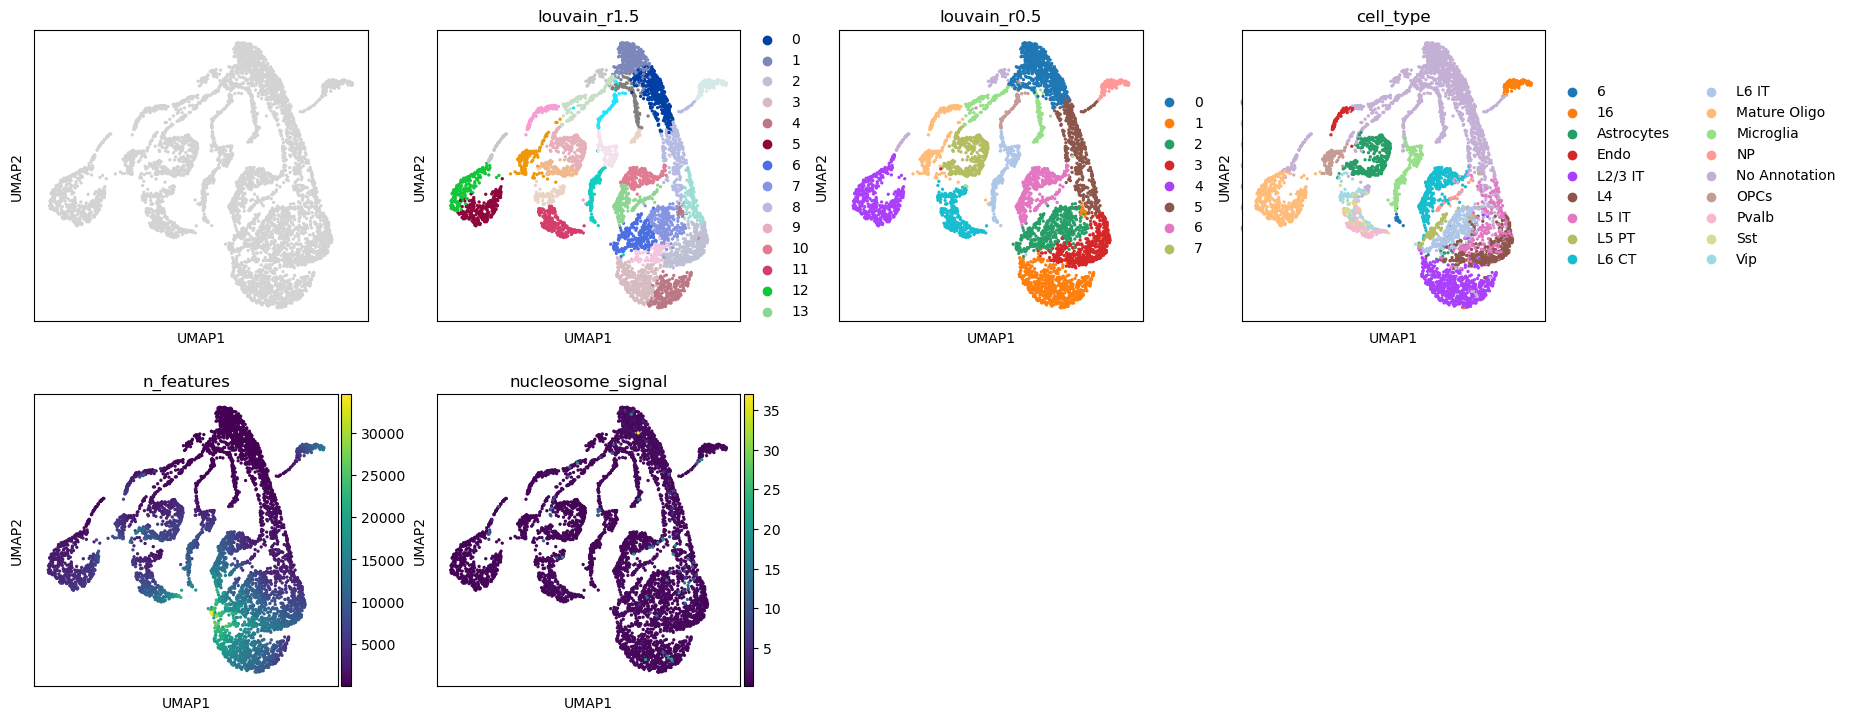 UMAP2
UMAP1
louvain_r1.5
UMAP2
UMAP1
0
1
2
3
4
5
6
7
8
9
10
11
12
13
louvain_r0.5
UMAP2
UMAP1
0
1
2
3
4
5
6
7
cell_type
UMAP2
UMAP1
6
16
Astrocytes
Endo
L2/3 IT
L4
L5 IT
L5 PT
L6 CT
L6 IT
Mature Oligo
Microglia
NP
No Annotation
OPCs
Pvalb
Sst
Vip
n_features
UMAP2
UMAP1
30000
25000
20000
15000
10000
5000
nucleosome_signal
UMAP2
UMAP1
35
30
25
20
15
10
5